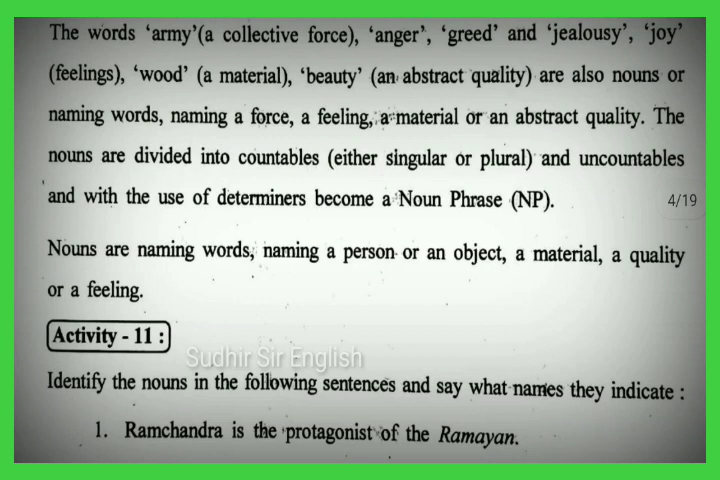 The words ‘army’(a collective force), ‘anger’, ‘greed’ and ‘jealousy’, ‘joy’
(feelings), ‘wood’ (a material), ‘beauty’ (an abstract quality) are also nouns or
naming words, naming a force, a feeling, a material or an abstract quality. The
nouns are divided into countables (either singular or plural) and uncountables
and with the use of determiners become a Noun Phrase (NP).
4/19
Nouns are naming words, naming a person or an object, a material, a quality
or a feeling.
Activity - 11 :
Sudhir Sir English
Identify the nouns in the following sentences and say what names they indicate :
1. Ramchandra is the protagonist of the Ramayan.